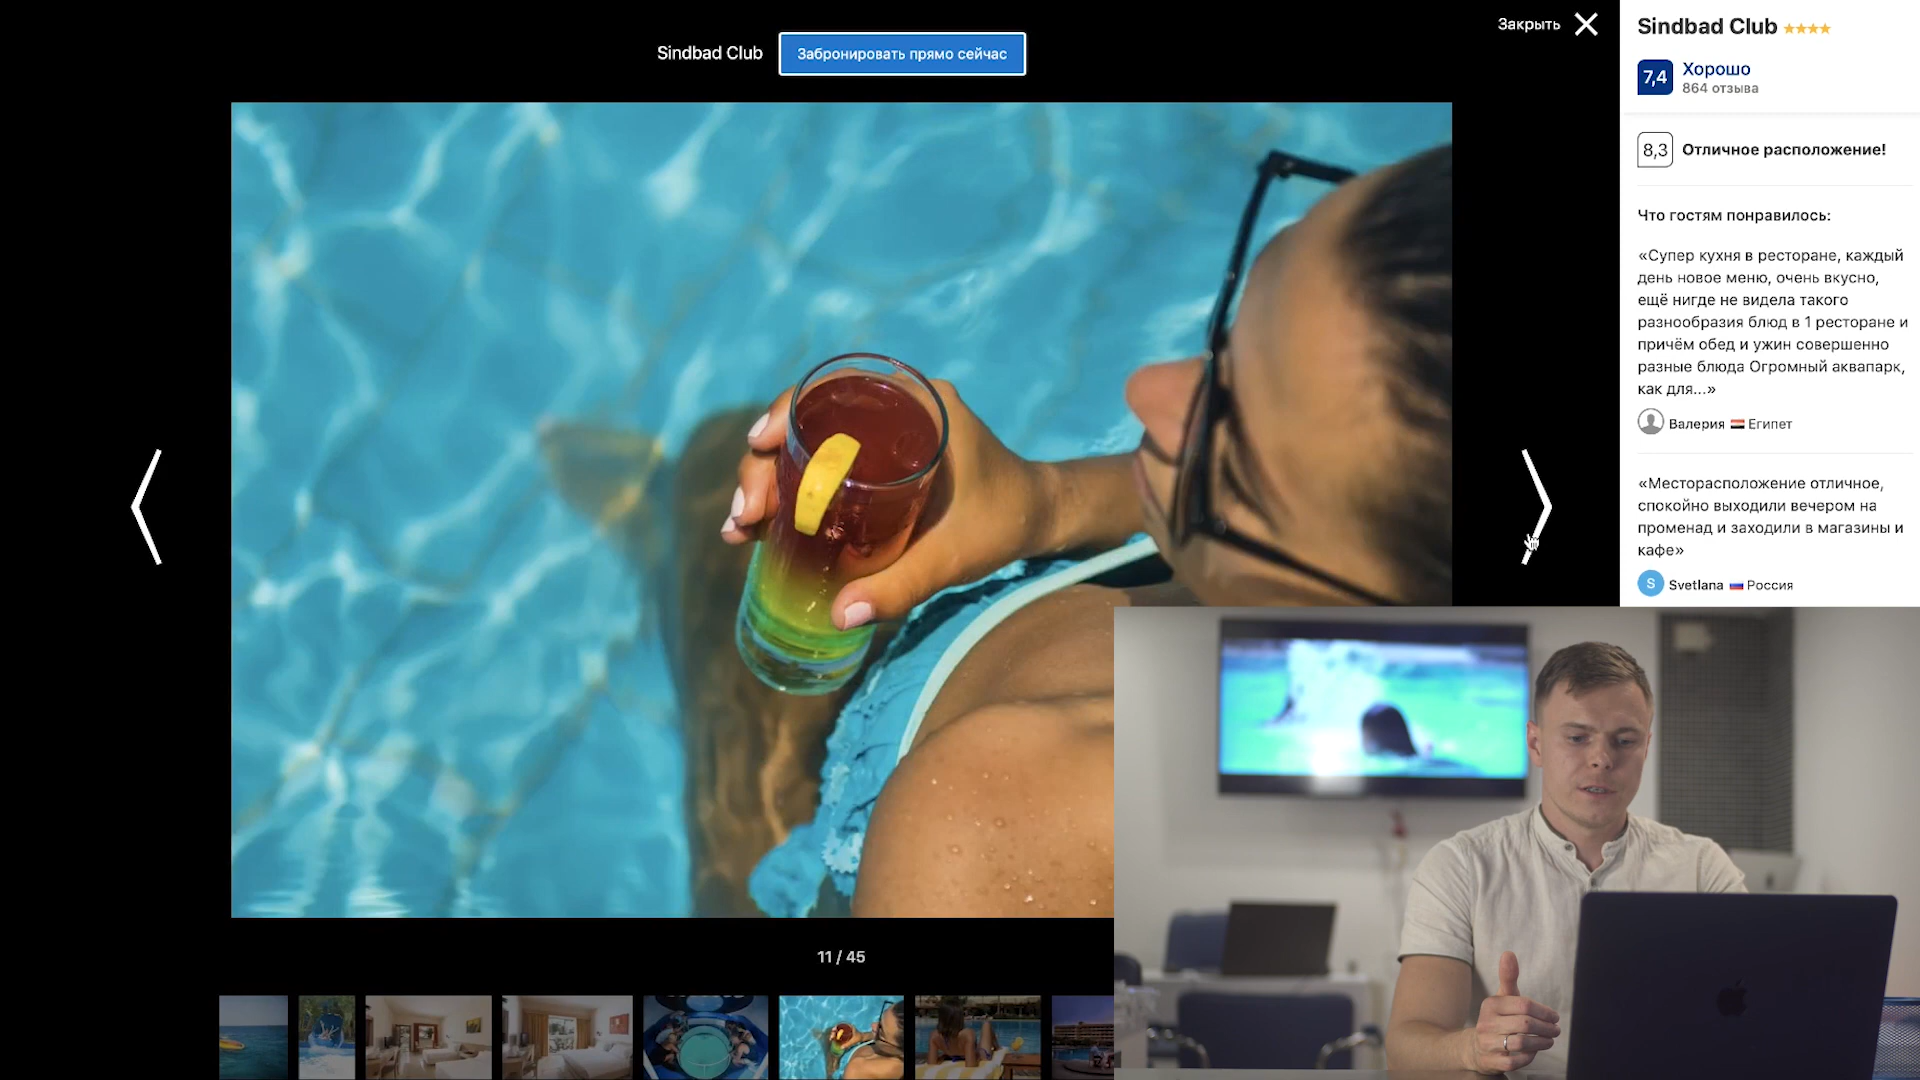 Закрыть
Sindbad Club
Забронировать прямо сейчас
11 / 45
Sindbad Club
7,4
Хорошо
864 отзыва
8,3
Отличное расположение!
Что гостям понравилось:
«Супер кухня в ресторане, каждый
день новое меню, очень вкусно,
ещё нигде не видела такого
разнообразия блюд в 1 ресторане и
причём обед и ужин совершенно
разные блюда Огромный аквапарк,
как для...»
Валерия Египет
«Месторасположение отличное,
спокойно выходили вечером на
променад и заходили в магазины и
кафе»
S Svetlana Россия